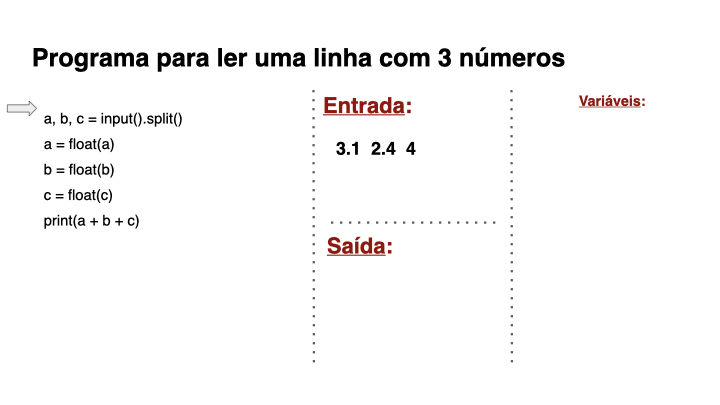 Programa para ler uma linha com 3 números
a, b, c = input().split()
a = float(a)
b = float(b)
c = float(c)
print(a + b + c)
Entrada:
3.1 2.4 4
Saída:
Variáveis: